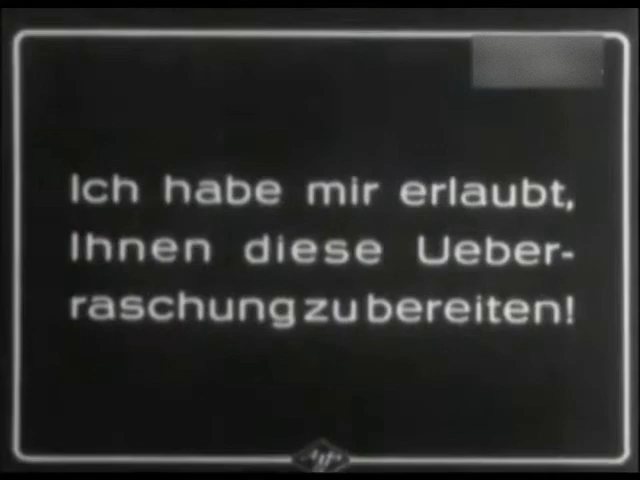 Ich habe mir erlaubt,
Ihnen diese Ueber-
raschung zu bereiten!